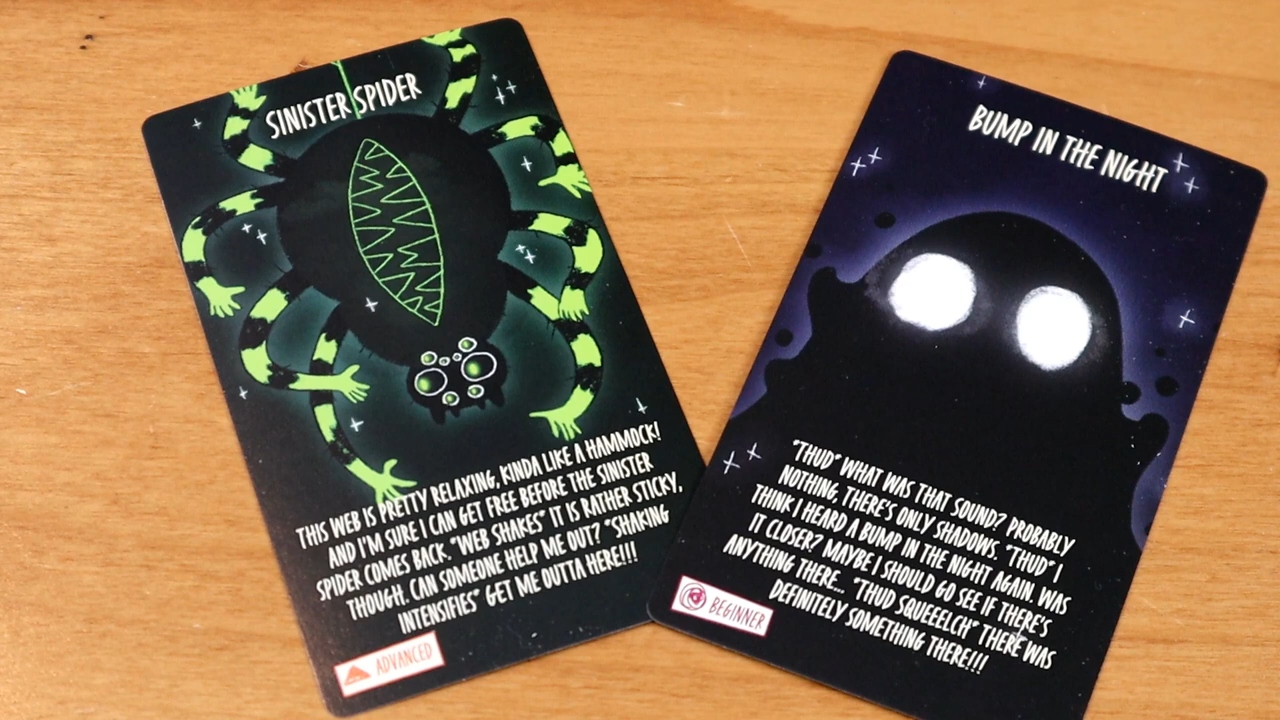 SINISTER SPIDER
THIS WEB IS PRETTY RELAXING, KINDA LIKE A HAMMOCK!
AND I'M SURE I CAN GET FREE BEFORE THE SINISTER
SPIDER COMES BACK. "WEB SHAKES" IT IS RATHER STICKY,
THOUGH. CAN SOMEONE HELP ME OUT? "SHAKING
INTENSIFIES" GET ME OUTTA HERE!!!
ADVANCED
BUMP IN THE NIGHT
"THUD" WHAT WAS THAT SOUND? PROBABLY
NOTHING, THERE'S ONLY SHADOWS. "THUD" I
THINK I HEARD A BUMP IN THE NIGHT AGAIN. WAS
IT CLOSER? MAYBE I SHOULD GO SEE IF THERE'S
ANYTHING THERE... "THUD SQUEEELCH" THERE WAS
DEFINITELY SOMETHING THERE!!!
BEGINNER